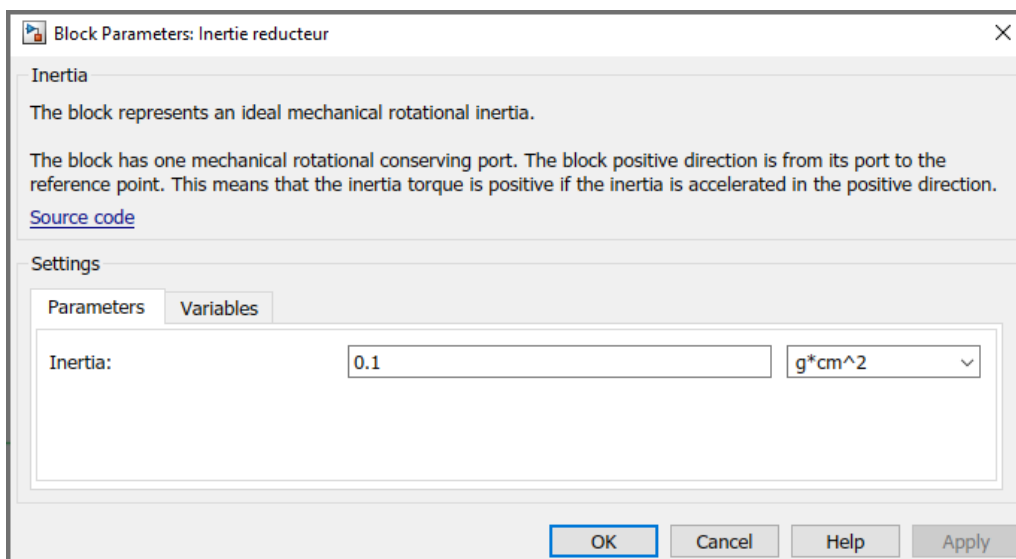 Block Parameters: Inertie reducteur
Inertia
The block represents an ideal mechanical rotational inertia.
The block has one mechanical rotational conserving port. The block positive direction is from its port to the
reference point. This means that the inertia torque is positive if the inertia is accelerated in the positive direction.
Source code
Settings
Parameters Variables
Inertia: 0.1 g*cm^2
OK Cancel Help Apply